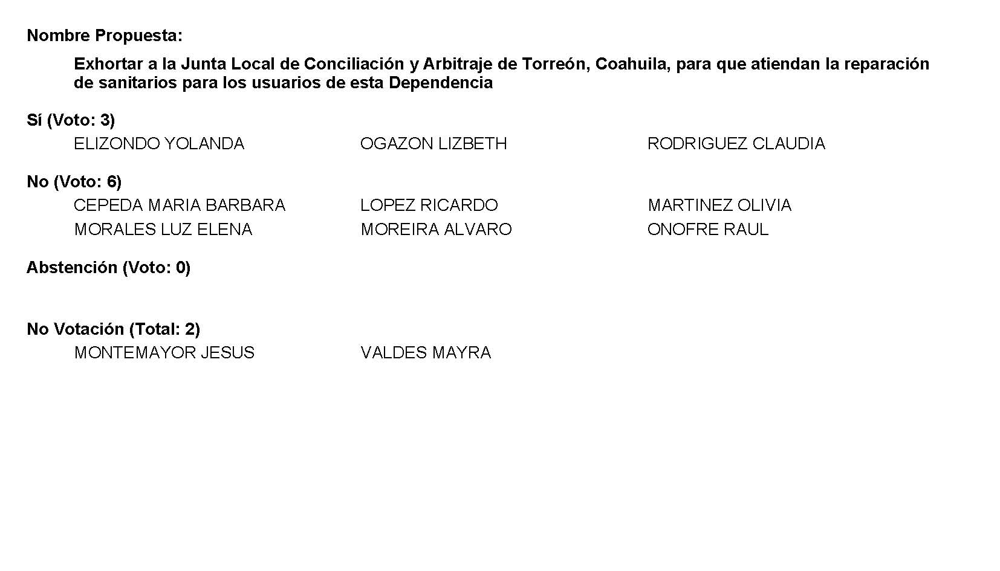 Nombre Propuesta:
Exhortar a la Junta Local de Conciliación y Arbitraje de Torreón, Coahuila, para que atiendan la reparación
de sanitarios para los usuarios de esta Dependencia
Sí (Voto: 3)
ELIZONDO YOLANDA OGAZON LIZBETH RODRIGUEZ CLAUDIA
No (Voto: 6)
CEPEDA MARIA BARBARA LOPEZ RICARDO MARTINEZ OLIVIA
MORALES LUZ ELENA MOREIRA ALVARO ONOFRE RAUL
Abstención (Voto: 0)
No Votación (Total: 2)
MONTEMAYOR JESUS VALDES MAYRA